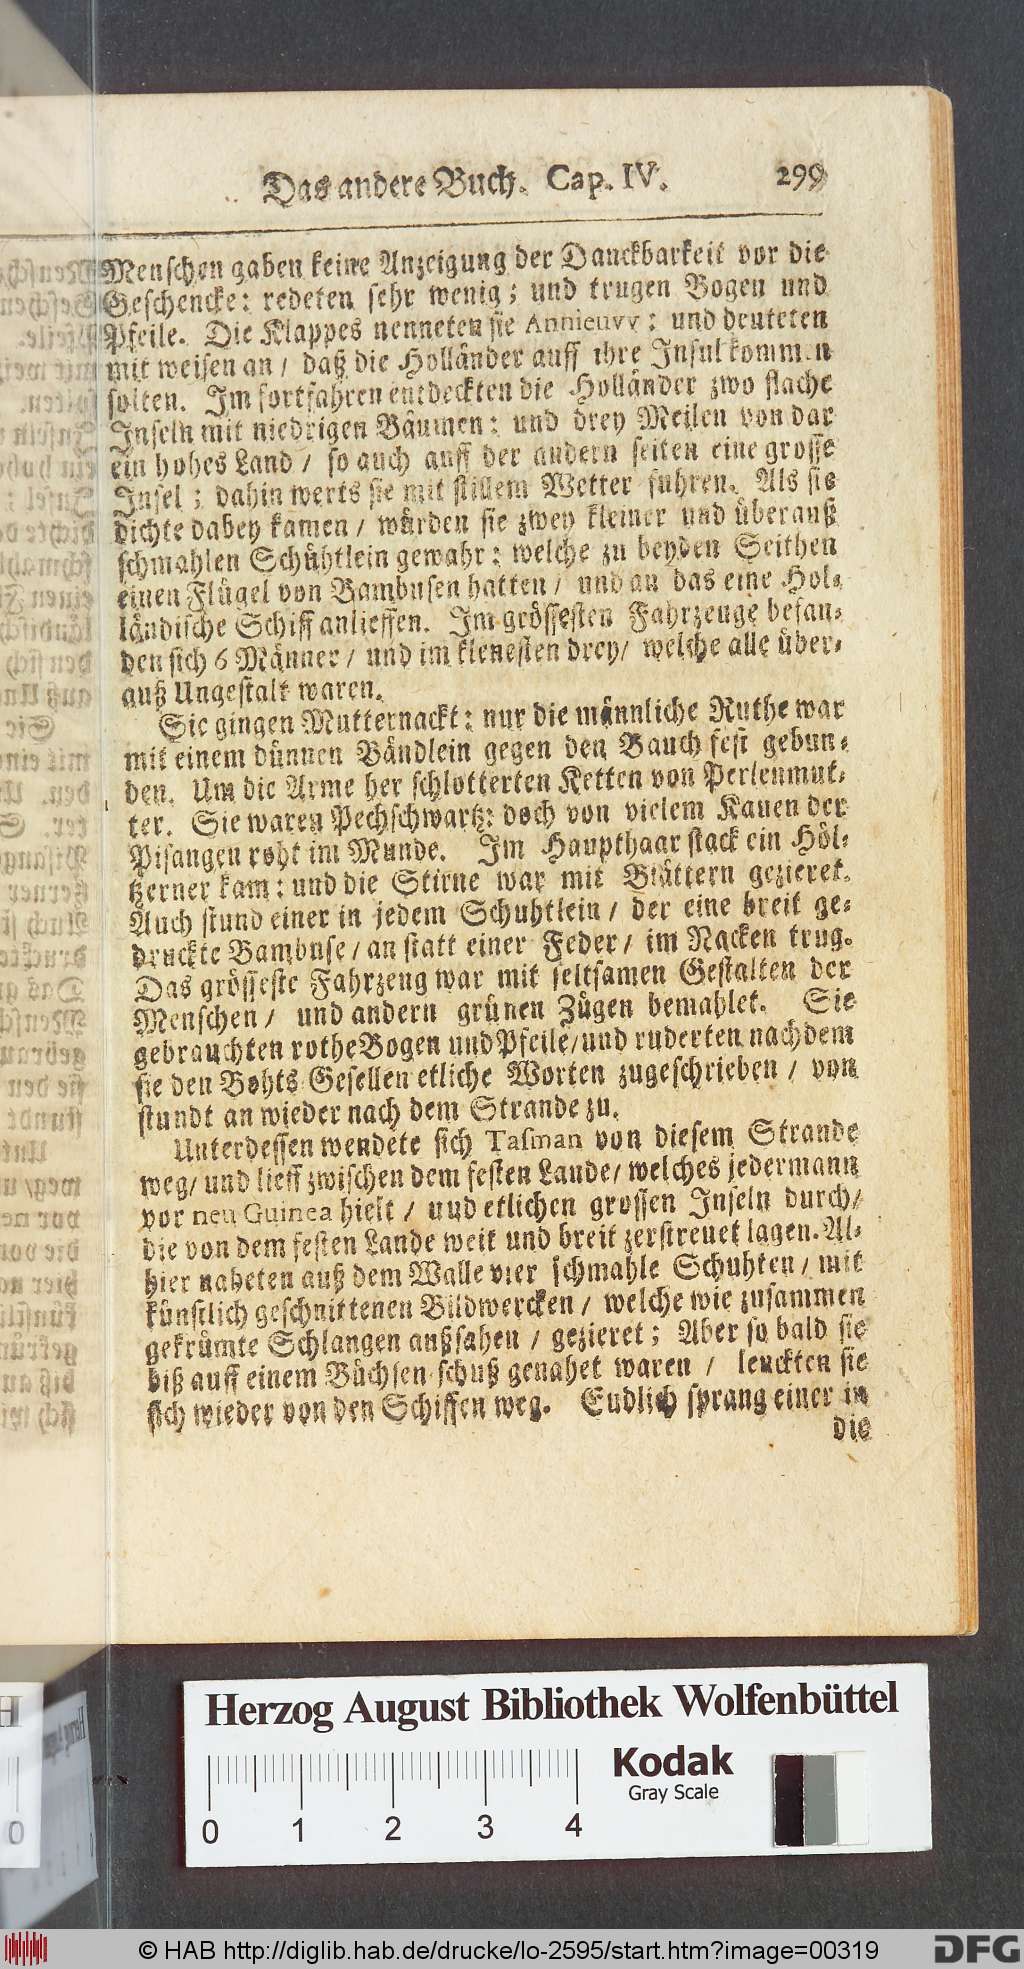 Das andere Buch. Cap. IV. 299
Menschen gaben keine Anzeigung der Danckbarkeit vor die
Geschencke: redeten sehr wenig; und trugen Bogen und
Pfeile. Die Klappes nenneten sie Annieuvv: und deuteten
mit weisen an/ daß die Holländer auff ihre Insul kommen
solten. Im fortfahren entdeckten die Holländer zwo flache
Inseln mit niedrigen Bäumen: und drey Meilen von dar
ein hohes Land/ so auch auff der andern seiten eine grosse
Insel; dahin werts sie mit stillem Wetter fuhren. Als sie
dichte dabey kamen/ wurden sie zwey kleiner und überauß
schmahlen Schühtlein gewahr: welche zu beyden Seithen
einen Flügel von Bambusen hatten/ und an das eine Hol-
ländische Schiff anlieffen. Im grössesten Fahrzeuge befan-
den sich 6 Männer/ und im klenesten drey/ welche alle über-
auß Ungestalt waren.
Sie gingen Mutternackt: nur die männliche Ruthe war
mit einem dünnen Bändlein gegen den Bauch fest gebun-
den. Um die Arme her schlotterten Ketten von Perlenmut-
ter. Sie waren Pechschwartz: doch von vielem Kauen der
Pisangen roht im Munde. Im Haupthaar stack ein Höl-
tzerner kam: und die Stirne war mit Blättern gezieret.
Auch stund einer in jedem Schuhtlein/ der eine breit ge-
druckte Bambuse/ an statt einer Feder/ im Nacken trug.
Das grösseste Fahrzeug war mit seltsamen Gestalten der
Menschen/ und andern grünen Zügen bemahlet. Sie
gebrauchten rothe Bogen und Pfeile/ und ruderten nachdem
sie den Bohts-Gesellen etliche Worten zugeschrieben/ von
stundt an wieder nach dem Strande zu.
Unterdessen wendete sich Tasman von diesem Strande
weg/ und lieff zwischen dem festen Lande/ welches jedermann
vor neu Guinea hielt/ uud etlichen grossen Inseln durch/
die von dem festen Lande weit und breit zerstreuet lagen. Al-
hier naheten auß dem Walle vier schmahle Schuhten/ mit
künstlich geschnittenen Bildwercken/ welche wie zusammen
gekrümte Schlangen außsahen/ gezieret; Aber so bald sie
biß auff einem Büchsen-schuß genahet waren/ lenckten sie
sich wieder von den Schiffen weg. Endlich sprang einer in
die
Herzog August Bibliothek Wolfenbüttel
Kodak
Gray Scale
0 1 2 3 4
© HAB http://diglib.hab.de/drucke/lo-2595/start.htm?image=00319
DFG